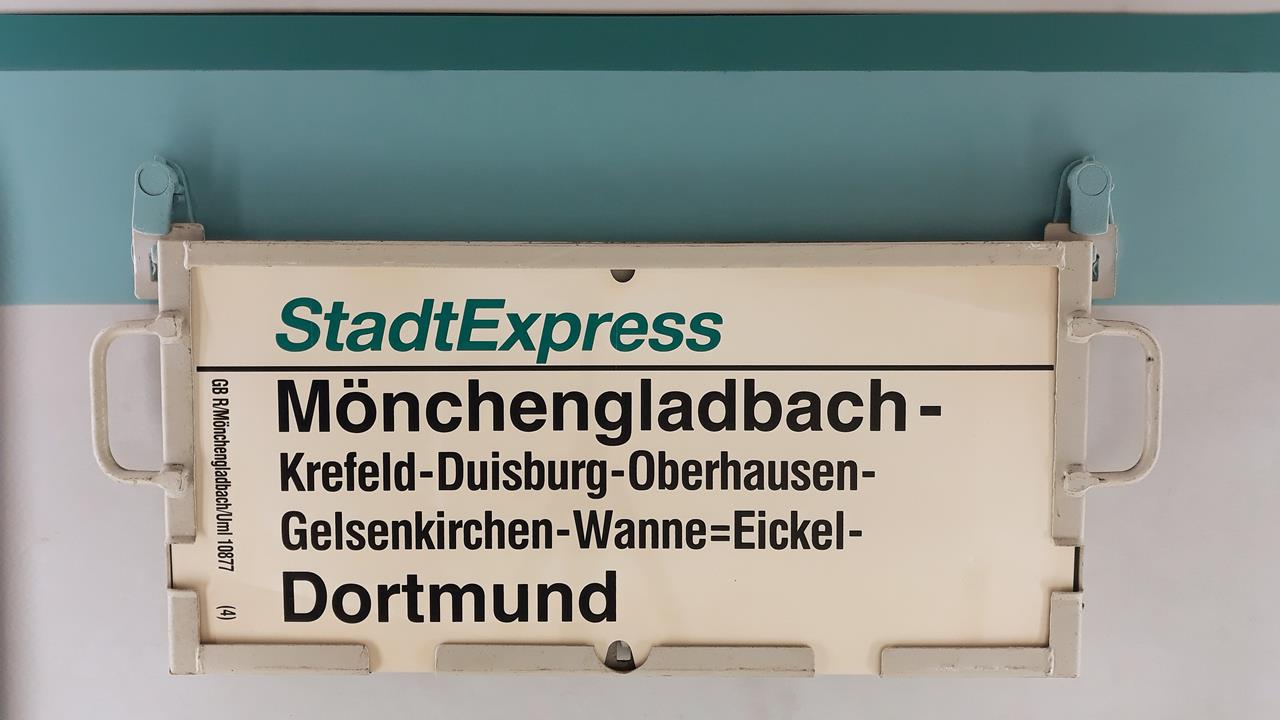 StadtExpress
Mönchengladbach-
Krefeld-Duisburg-Oberhausen-
Gelsenkirchen-Wanne=Eickel-
Dortmund
GB R/Mönchengladbach/Uml 10877 (4)